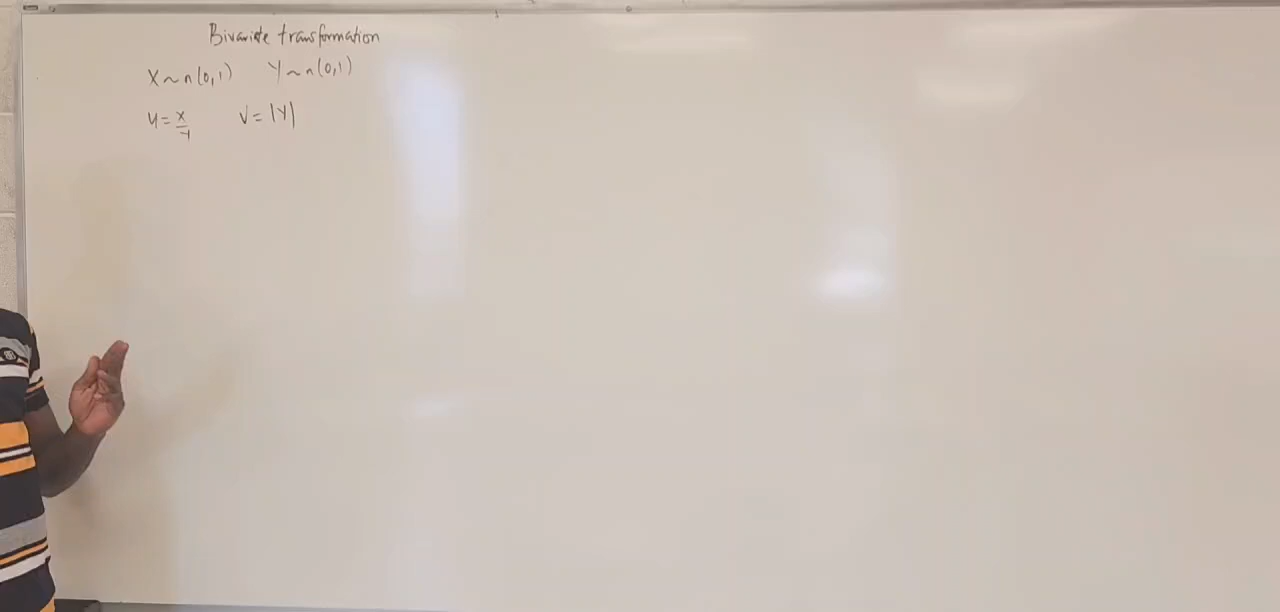 Bivariate transformation
X ~ n(0,1) Y ~ n(0,1)
U = X/Y V = |Y|